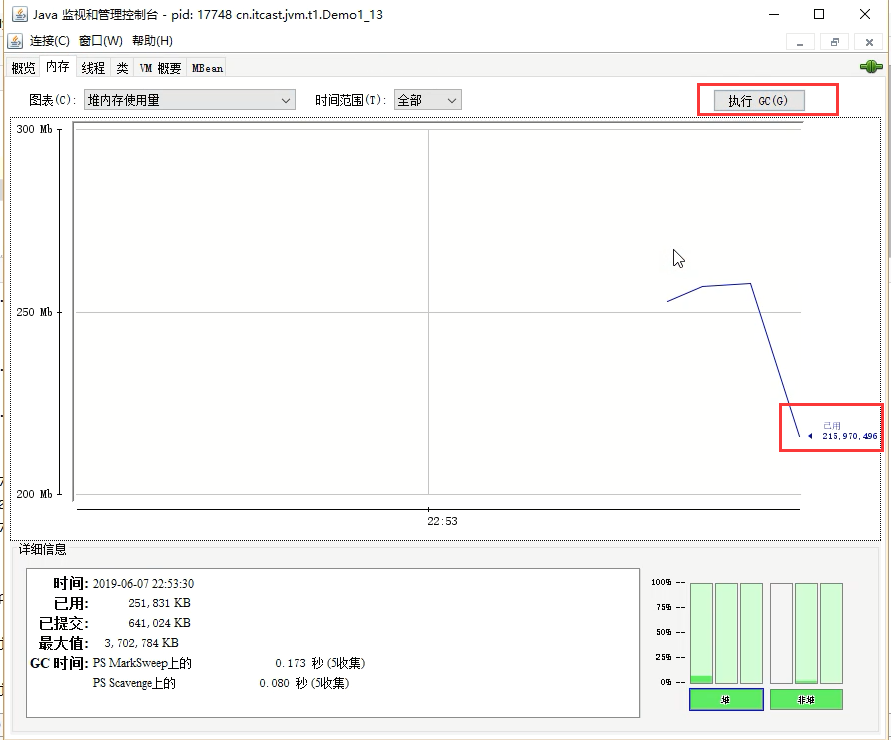 Java 监视和管理控制台 - pid: 17748 cn.itcast.jvm.t1.Demo1_13
连接(C) 窗口(W) 帮助(H)
概览 内存 线程 类 VM 概要 MBean
图表(C): 堆内存使用量 时间范围(T): 全部 执行 GC(G)
300 Mb
250 Mb
已用
215,970,496
200 Mb
22:53
详细信息
时间: 2019-06-07 22:53:30
已用: 251,831 KB
已提交: 641,024 KB
最大值: 3,702,784 KB
GC 时间: PS MarkSweep上的 0.173 秒 (5收集)
PS Scavenge上的 0.080 秒 (5收集)
100% --
75% --
50% --
25% --
0% --
堆 非堆